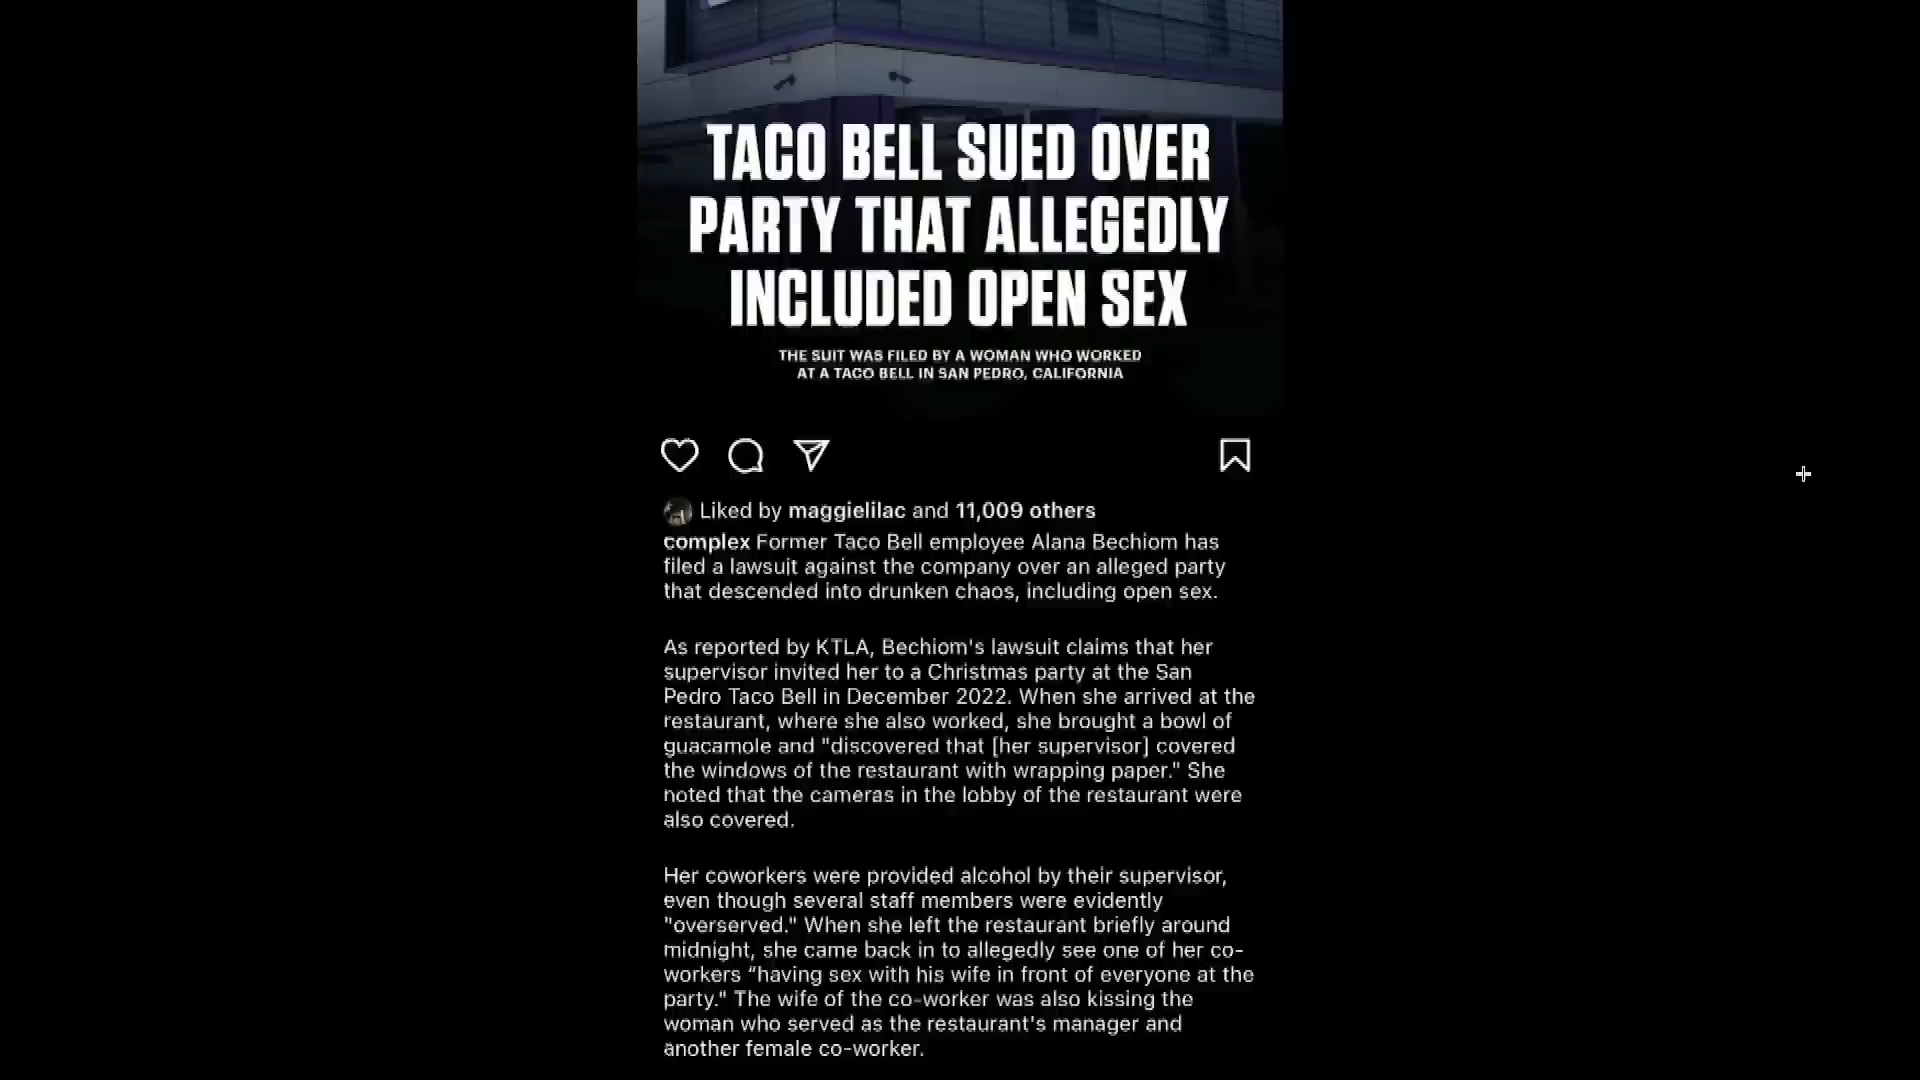 TACO BELL SUED OVER
PARTY THAT ALLEGEDLY
INCLUDED OPEN SEX
THE SUIT WAS FILED BY A WOMAN WHO WORKED
AT A TACO BELL IN SAN PEDRO, CALIFORNIA
Liked by maggielilac and 11,009 others
complex Former Taco Bell employee Alana Bechiom has
filed a lawsuit against the company over an alleged party
that descended into drunken chaos, including open sex.
As reported by KTLA, Bechiom's lawsuit claims that her
supervisor invited her to a Christmas party at the San
Pedro Taco Bell in December 2022. When she arrived at the
restaurant, where she also worked, she brought a bowl of
guacamole and "discovered that [her supervisor] covered
the windows of the restaurant with wrapping paper." She
noted that the cameras in the lobby of the restaurant were
also covered.
Her coworkers were provided alcohol by their supervisor,
even though several staff members were evidently
"overserved." When she left the restaurant briefly around
midnight, she came back in to allegedly see one of her co-
workers “having sex with his wife in front of everyone at the
party." The wife of the co-worker was also kissing the
woman who served as the restaurant's manager and
another female co-worker.